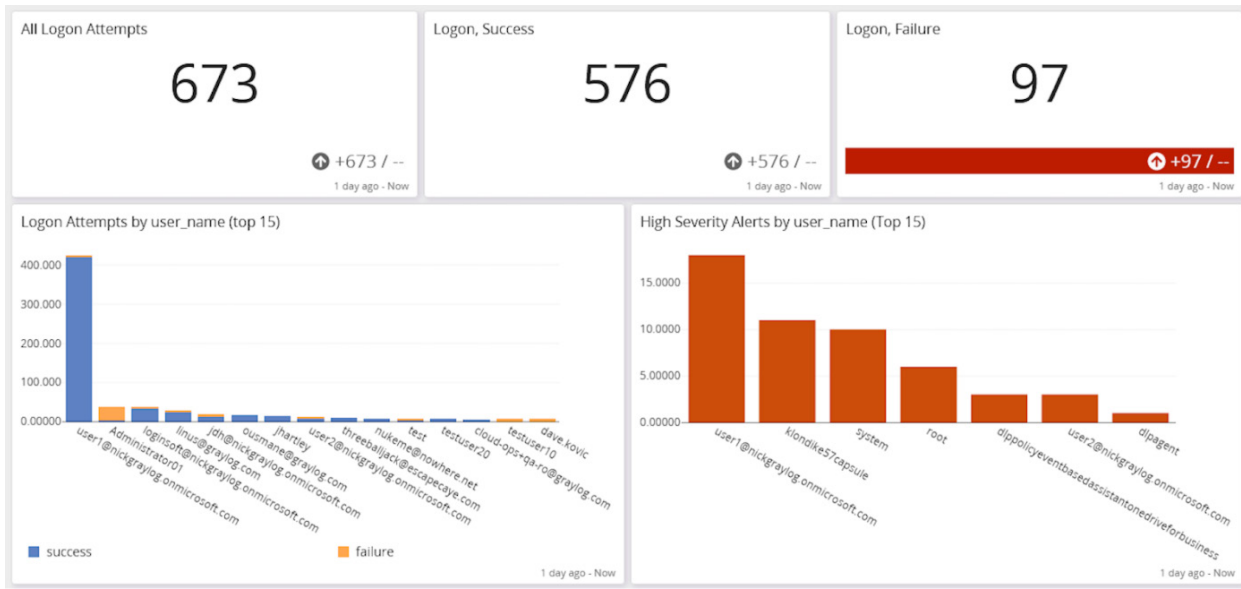 All Logon Attempts
673
+673 / --
1 day ago - Now
Logon, Success
576
+576 / --
1 day ago - Now
Logon, Failure
97
+97 / --
1 day ago - Now
Logon Attempts by user_name (top 15)
400.000
300.000
200.000
100.000
0.00000
user1@nickgraylog.onmicrosoft.com
Administrator01
loginsoft@nickgraylog.onmicrosoft.com
linus@graylog.com
jdh@nickgraylog.onmicrosoft.com
ousmane@graylog.com
jhartley
user2@nickgraylog.onmicrosoft.com
threeballjack@escapecaye.com
nukeme@nowhere.net
test
testuser20
cloud-ops+qa-ro@graylog.com
testuser10
dave.kovic
success
failure
1 day ago - Now
High Severity Alerts by user_name (Top 15)
15.0000
10.0000
5.00000
0.00000
user1@nickgraylog.onmicrosoft.com
klondike57capsule
system
root
dlppolicyeventbasedassistantonedriveforbusiness
user2@nickgraylog.onmicrosoft.com
dlpagent
1 day ago - Now